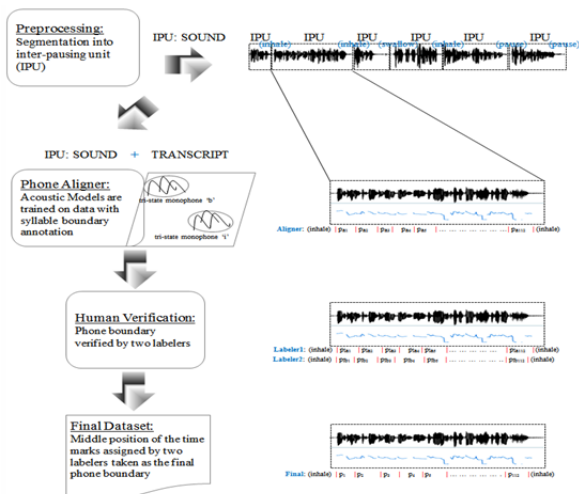 Preprocessing:
Segmentation into
inter-pausing unit
(IPU)
IPU: SOUND
IPU IPU IPU IPU IPU IPU
(inhale) (inhale) (swallow) (inhale) (pause) (pause)
IPU: SOUND + TRANSCRIPT
Phone Aligner:
Acoustic Models are
trained on data with
syllable boundary
annotation
tri-state monophone 'b'
tri-state monophone 'i'
Aligner: (inhale) (inhale)
Human Verification:
Phone boundary
verified by two
labelers
Labeler1: (inhale) (inhale)
Labeler2: (inhale) (inhale)
Final Dataset:
Middle position of the time
marks assigned by two
labelers taken as the final
phone boundary
Final: (inhale) (inhale)